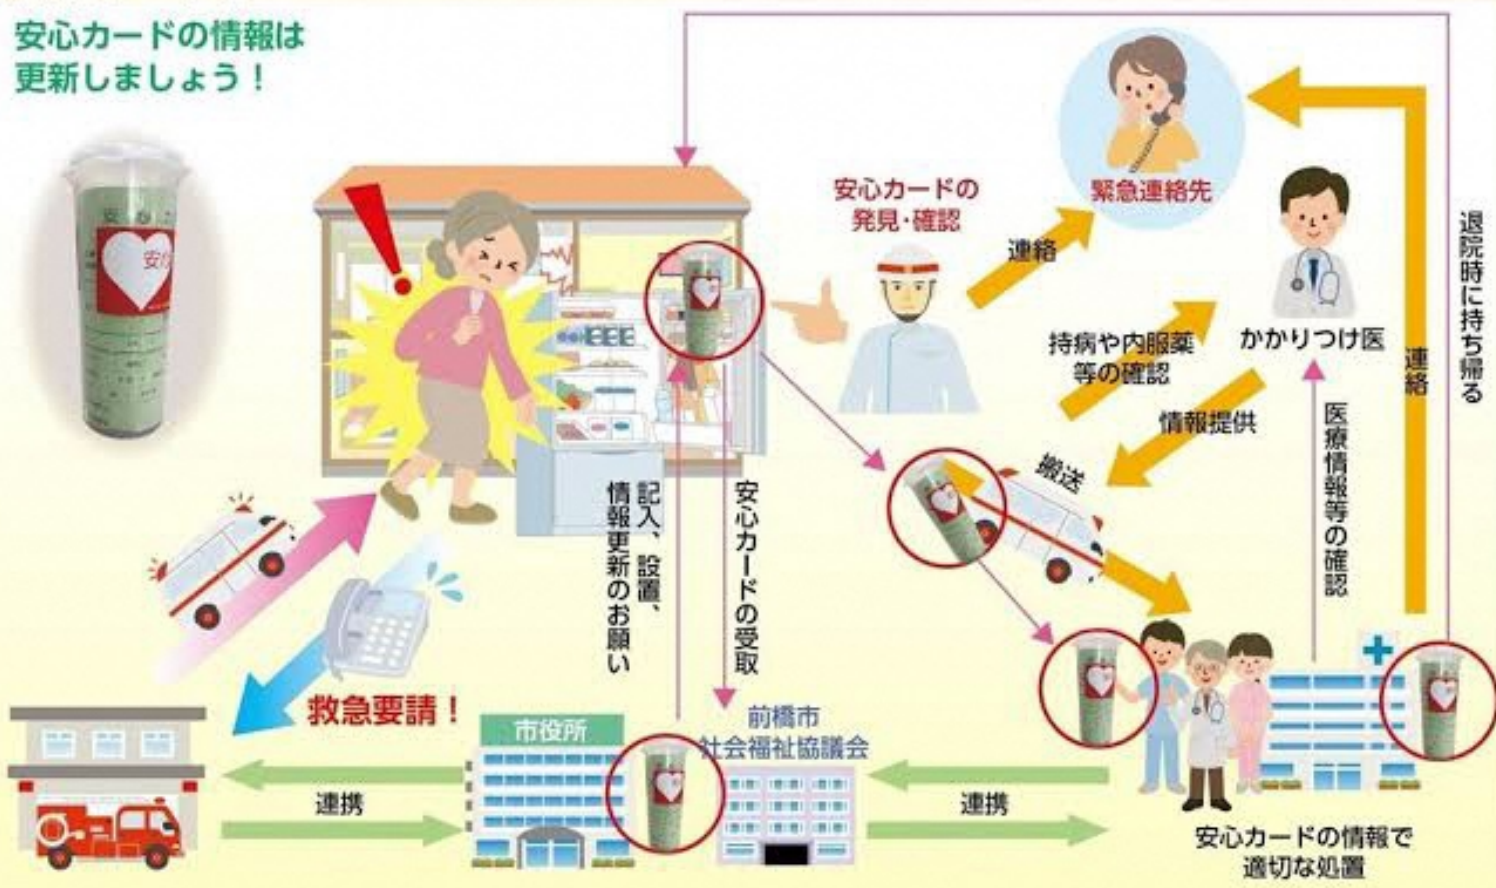 安心カードの情報は
更新しましょう！
安心カードの
発見・確認
緊急連絡先
連絡
持病や内服薬
等の確認
かかりつけ医
情報提供
搬送
医療情報等の確認
連絡
退院時に持ち帰る
記入、設置、
情報更新のお願い
安心カードの受取
救急要請！
市役所
前橋市
社会福祉協議会
連携
連携
安心カードの情報で
適切な処置